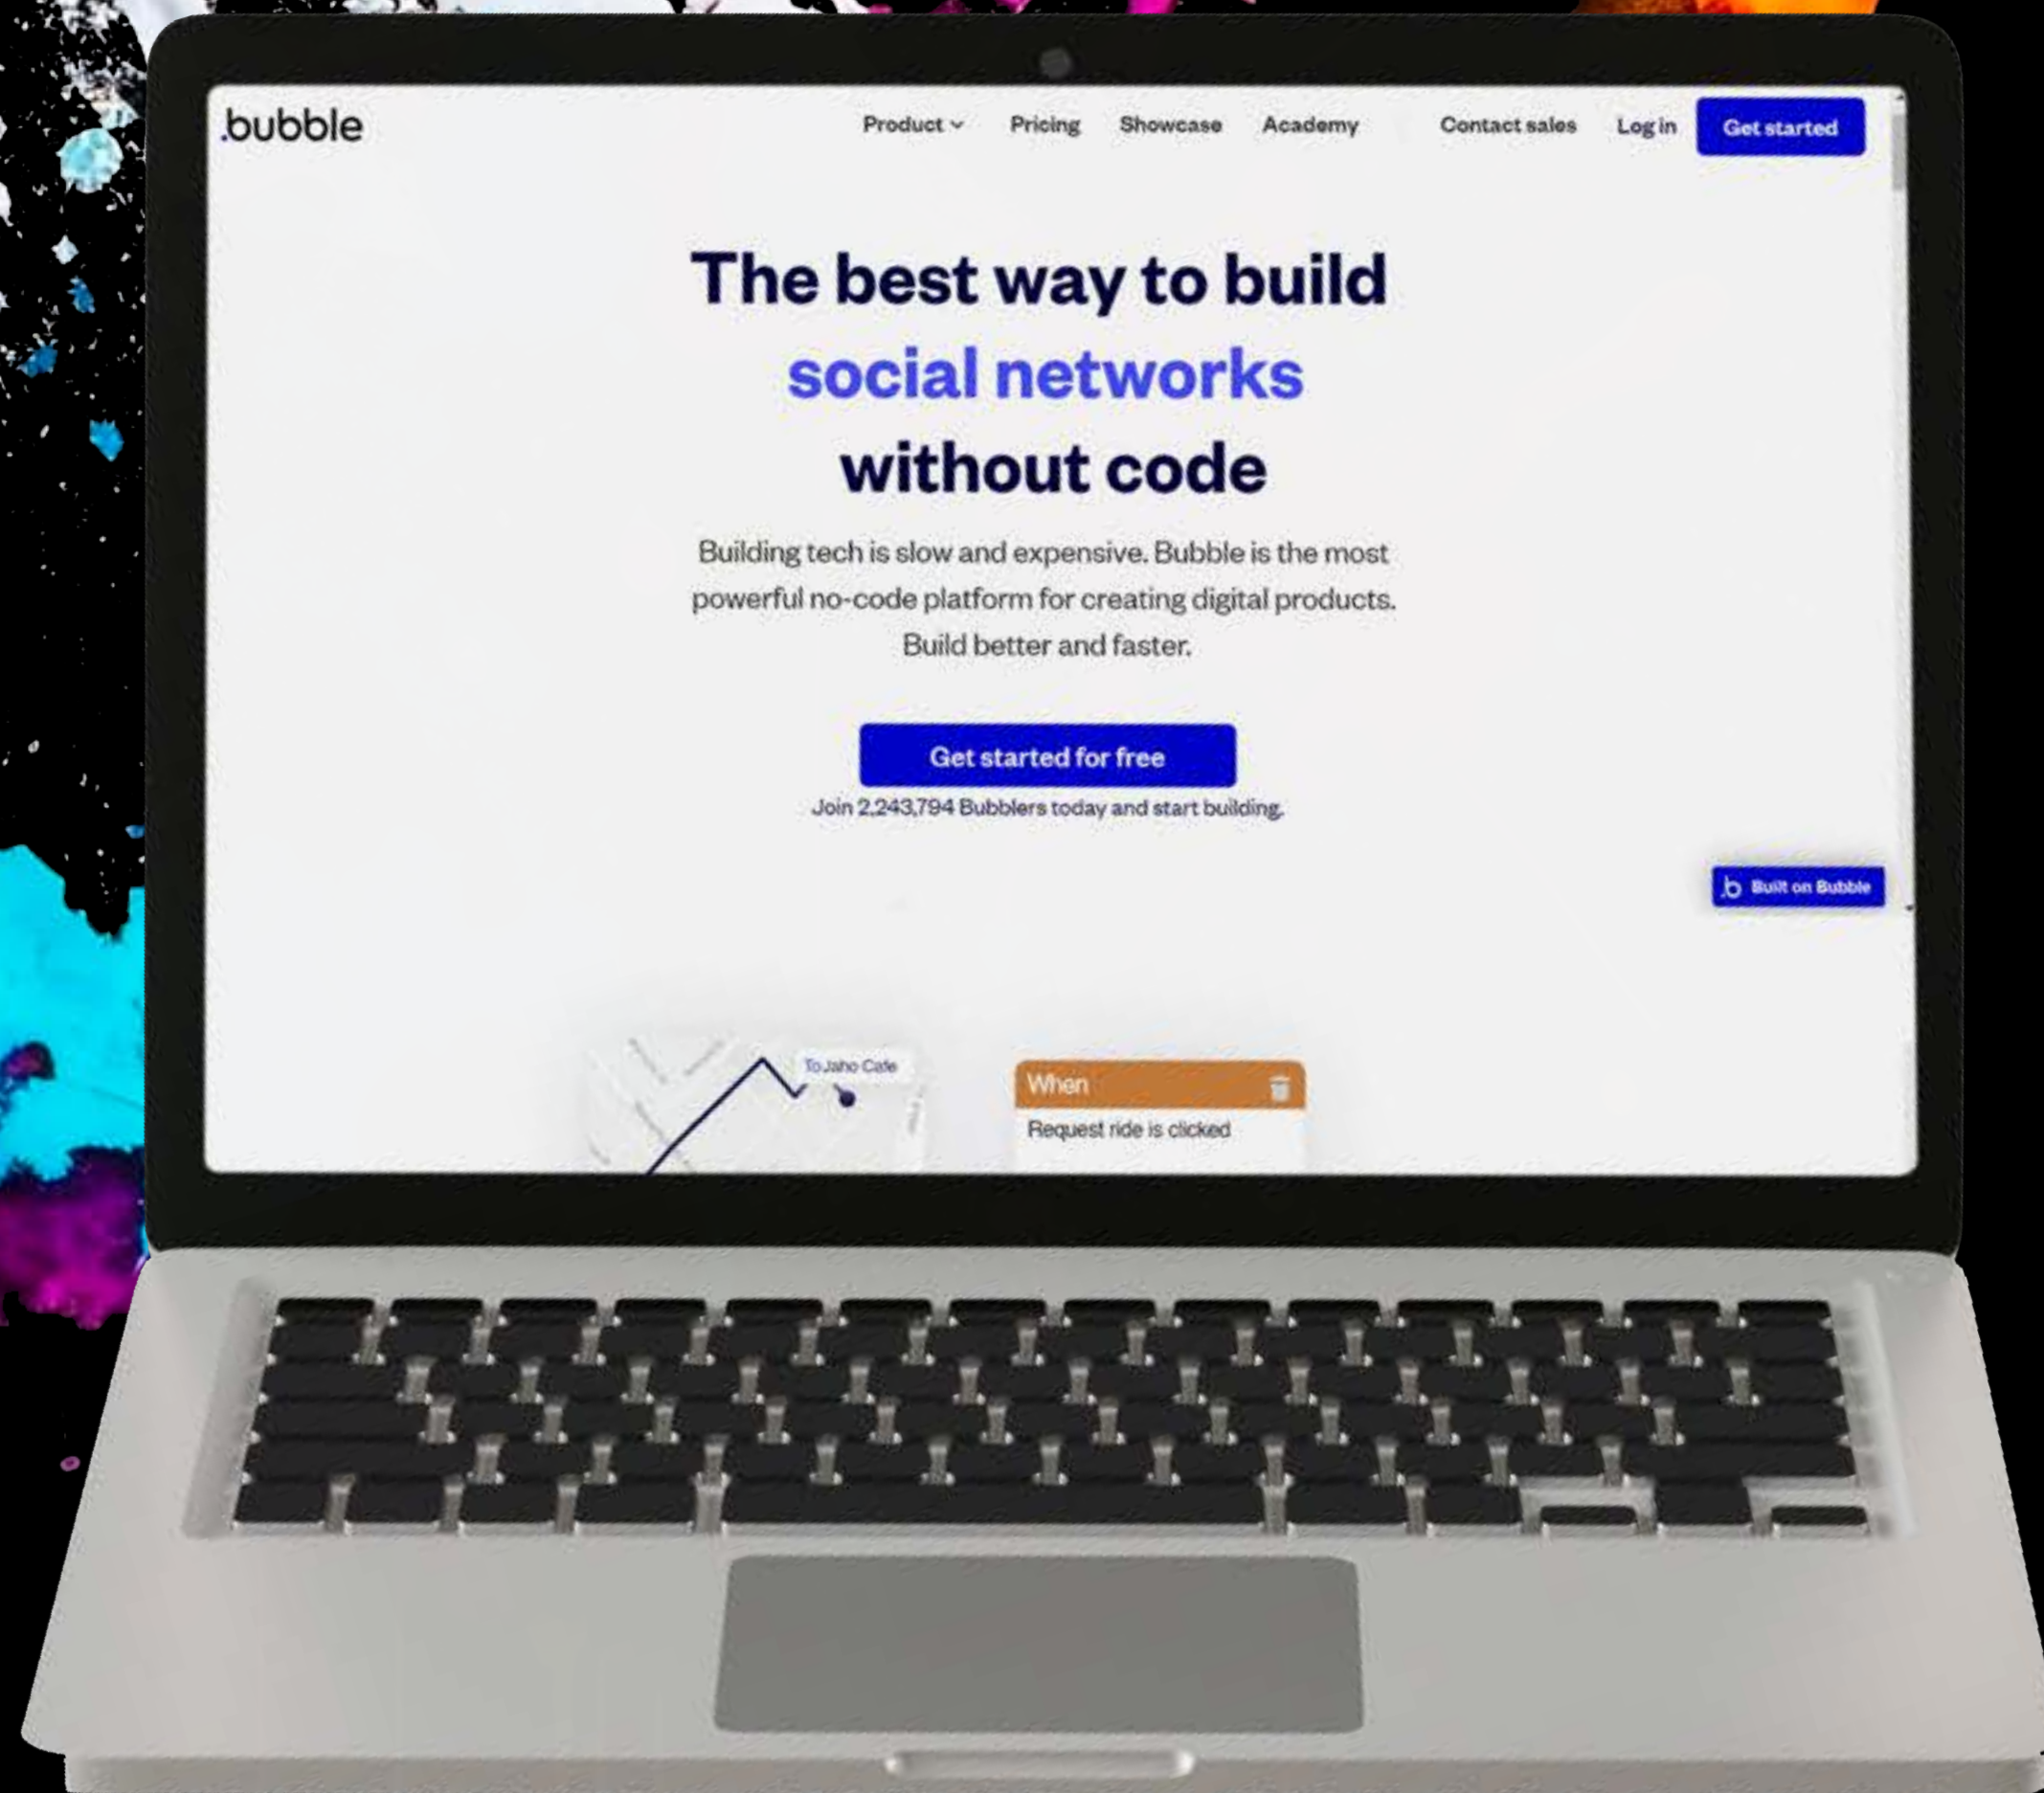 .bubble
Product Pricing Showcase Academy Contact sales Log in Get started
The best way to build
social networks
without code
Building tech is slow and expensive. Bubble is the most
powerful no-code platform for creating digital products.
Build better and faster.
Get started for free
Join 2,243,794 Bubblers today and start building.
b Built on Bubble
To Jaho Cafe
When
Request ride is clicked